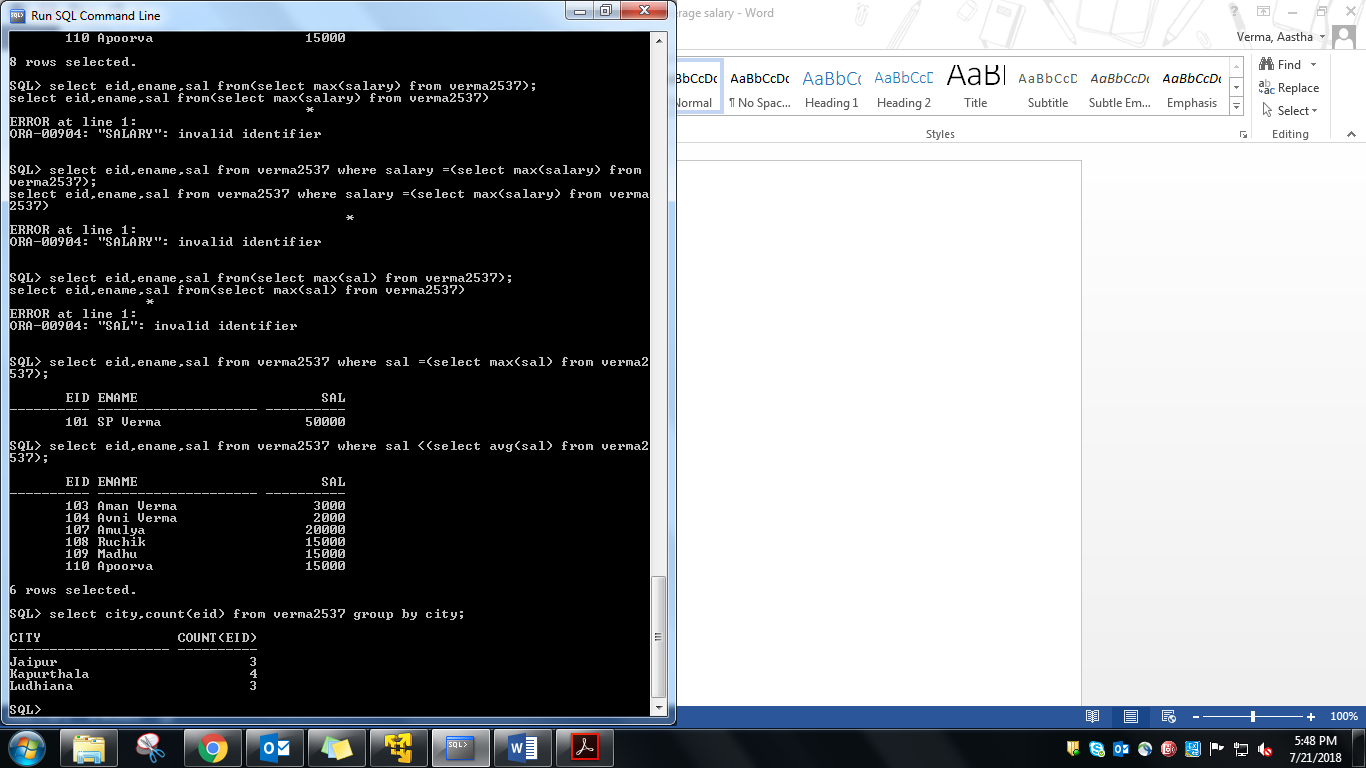 Run SQL Command Line
110 Apoorva 15000
8 rows selected.
SQL> select eid,ename,sal from(select max(salary) from verma2537);
select eid,ename,sal from(select max(salary) from verma2537)
*
ERROR at line 1:
ORA-00904: "SALARY": invalid identifier
SQL> select eid,ename,sal from verma2537 where salary =(select max(salary) from
verma2537);
select eid,ename,sal from verma2537 where salary =(select max(salary) from verma
2537)
*
ERROR at line 1:
ORA-00904: "SALARY": invalid identifier
SQL> select eid,ename,sal from(select max(sal) from verma2537);
select eid,ename,sal from(select max(sal) from verma2537)
*
ERROR at line 1:
ORA-00904: "SAL": invalid identifier
SQL> select eid,ename,sal from verma2537 where sal =(select max(sal) from verma2
537);
EID ENAME SAL
---------- -------------------- ----------
101 SP Verma 50000
SQL> select eid,ename,sal from verma2537 where sal <(select avg(sal) from verma2
537);
EID ENAME SAL
---------- -------------------- ----------
103 Aman Verma 3000
104 Avni Verma 2000
107 Amulya 20000
108 Ruchik 15000
109 Madhu 15000
110 Apoorva 15000
6 rows selected.
SQL> select city,count(eid) from verma2537 group by city;
CITY COUNT(EID)
-------------------- ----------
Jaipur 3
Kapurthala 4
Ludhiana 3
SQL>
erage salary - Word
Verma, Aastha
bCcDc AaBbCcDc AaBbCc AaBbCcD AaBl AaBbCcD AaBbCcDc AaBbCcDc
Normal ¶ No Spac... Heading 1 Heading 2 Title Subtitle Subtle Em... Emphasis
Styles
Find
Replace
Select
Editing
100%
SQL>
5:48 PM
7/21/2018